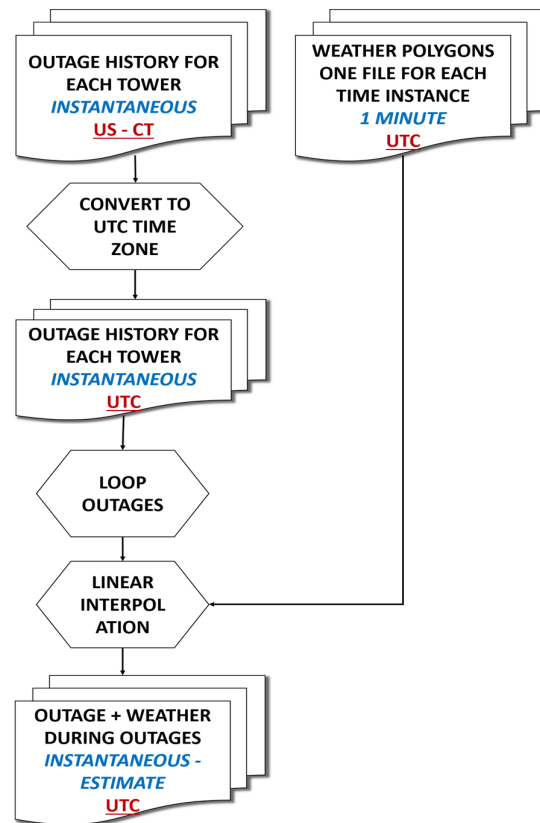 OUTAGE HISTORY FOR
EACH TOWER
INSTANTANEOUS
US - CT
WEATHER POLYGONS
ONE FILE FOR EACH
TIME INSTANCE
1 MINUTE
UTC
CONVERT TO
UTC TIME
ZONE
OUTAGE HISTORY FOR
EACH TOWER
INSTANTANEOUS
UTC
LOOP
OUTAGES
LINEAR
INTERPOL
ATION
OUTAGE + WEATHER
DURING OUTAGES
INSTANTANEOUS -
ESTIMATE
UTC